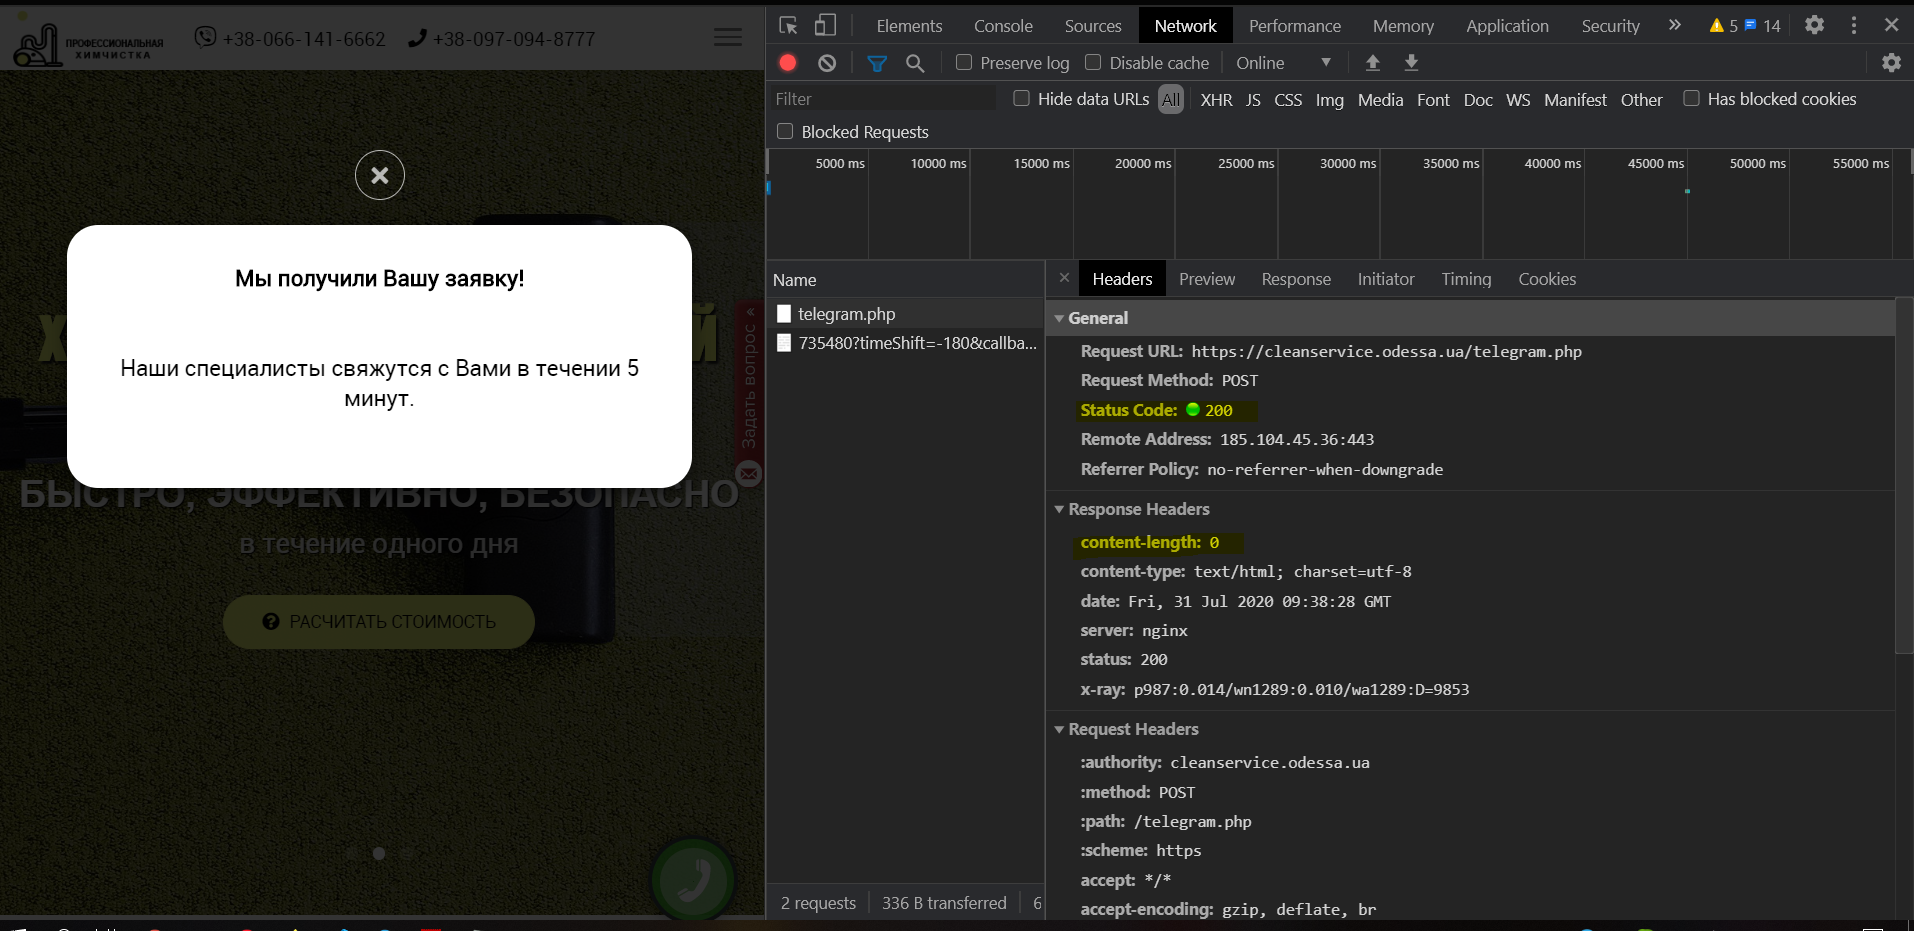 ПРОФЕССИОНАЛЬНАЯ
ХИМЧИСТКА
+38-066-141-6662
+38-097-094-8777
Мы получили Вашу заявку!
Наши специалисты свяжутся с Вами в течении 5
минут.
Задать вопрос
БЫСТРО, ЭФФЕКТИВНО, БЕЗОПАСНО
в течение одного дня
РАСЧИТАТЬ СТОИМОСТЬ
Elements Console Sources Network Performance Memory Application Security » 5 14
Preserve log Disable cache Online
Filter Hide data URLs All XHR JS CSS Img Media Font Doc WS Manifest Other Has blocked cookies
Blocked Requests
5000 ms 10000 ms 15000 ms 20000 ms 25000 ms 30000 ms 35000 ms 40000 ms 45000 ms 50000 ms 55000 ms
Name
telegram.php
735480?timeShift=-180&callba...
2 requests 336 B transferred 6
Headers Preview Response Initiator Timing Cookies
General
Request URL: https://cleanservice.odessa.ua/telegram.php
Request Method: POST
Status Code: 200
Remote Address: 185.104.45.36:443
Referrer Policy: no-referrer-when-downgrade
Response Headers
content-length: 0
content-type: text/html; charset=utf-8
date: Fri, 31 Jul 2020 09:38:28 GMT
server: nginx
status: 200
x-ray: p987:0.014/wn1289:0.010/wa1289:D=9853
Request Headers
:authority: cleanservice.odessa.ua
:method: POST
:path: /telegram.php
:scheme: https
accept: */*
accept-encoding: gzip, deflate, br